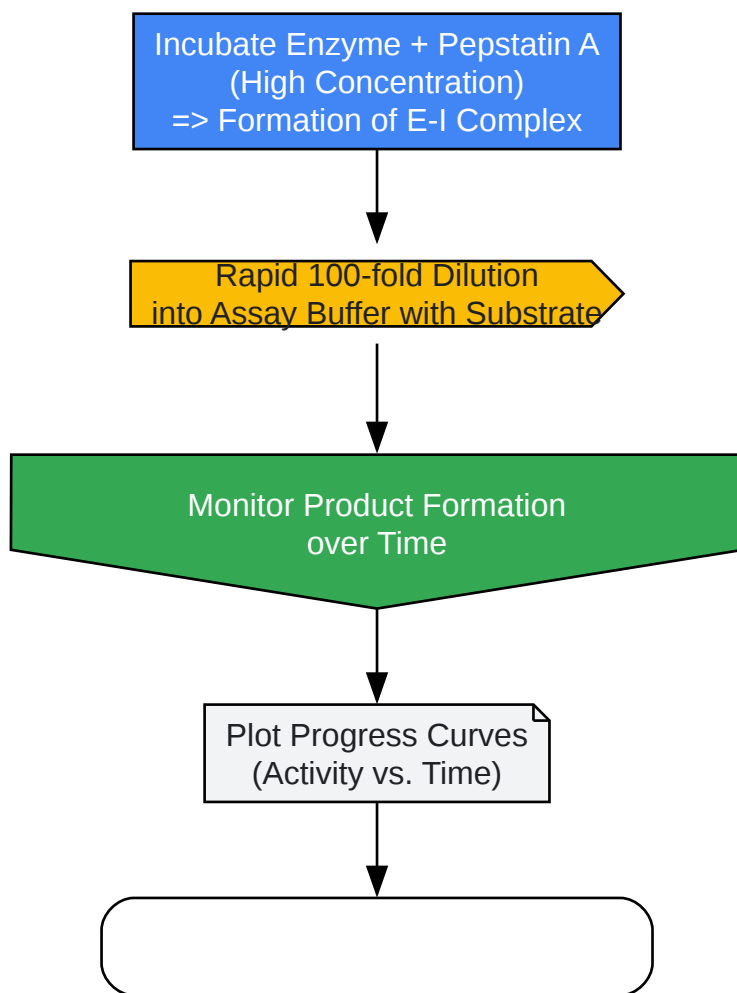 Incubate Enzyme + Pepstatin A
(High Concentration)
=> Formation of E-I Complex
Rapid 100-fold Dilution
into Assay Buffer with Substrate
Monitor Product Formation
over Time
Plot Progress Curves
(Activity vs. Time)